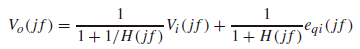 V_o(jf) = \frac{1}{1+1/H(jf)} V_i(jf) + \frac{1}{1+H(jf)} e_{qi}(jf)